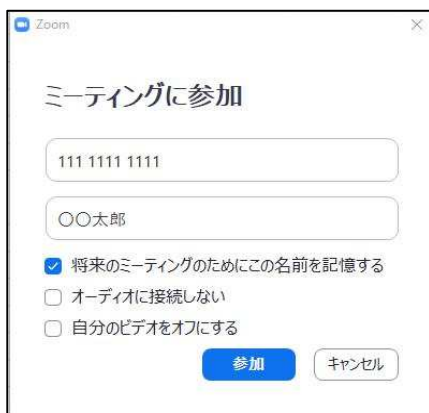 Zoom
ミーティングに参加
111 1111 1111
〇〇太郎
将来のミーティングのためにこの名前を記憶する
オーディオに接続しない
自分のビデオをオフにする
参加 キャンセル